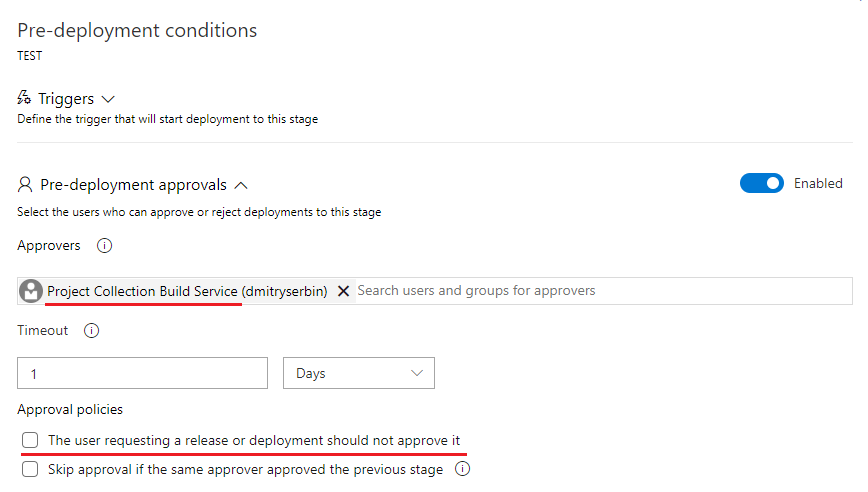 Pre-deployment conditions
TEST
Triggers
Define the trigger that will start deployment to this stage
Pre-deployment approvals
Enabled
Select the users who can approve or reject deployments to this stage
Approvers
Project Collection Build Service (dmitryserbin) Search users and groups for approvers
Timeout
1 Days
Approval policies
The user requesting a release or deployment should not approve it
Skip approval if the same approver approved the previous stage